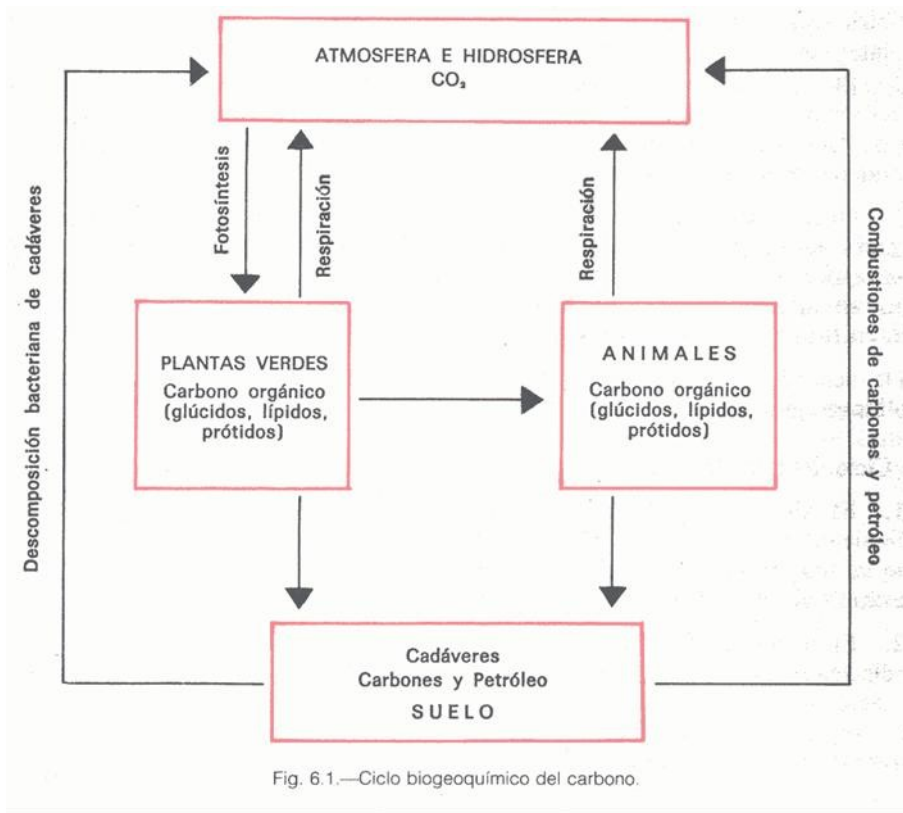 ATMOSFERA E HIDROSFERA
CO₂
Descomposición bacteriana de cadáveres
Fotosíntesis
Respiración
Respiración
Combustiones de carbones y petróleo
PLANTAS VERDES
Carbono orgánico
(glúcidos, lípidos,
prótidos)
ANIMALES
Carbono orgánico
(glúcidos, lípidos,
prótidos)
Cadáveres
Carbones y Petróleo
SUELO
Fig. 6.1.—Ciclo biogeoquímico del carbono.